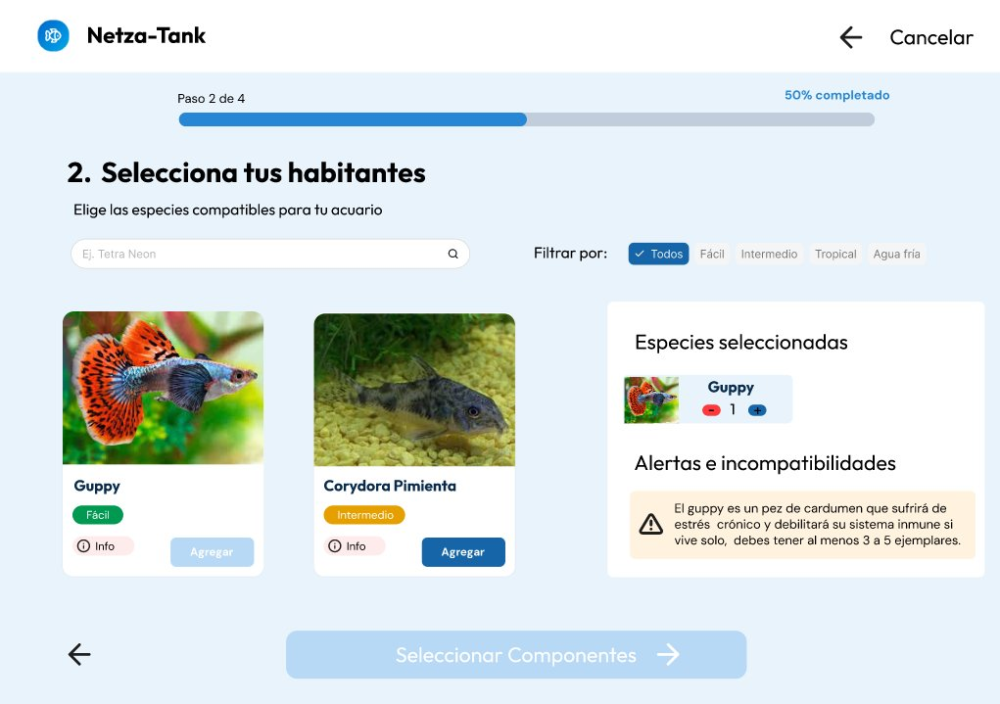 Netza-Tank
Cancelar
Paso 2 de 4
50% completado
2. Selecciona tus habitantes
Elige las especies compatibles para tu acuario
Ej. Tetra Neon
Filtrar por:
Todos
Fácil
Intermedio
Tropical
Agua fría
Guppy
Fácil
Info
Agregar
Corydora Pimienta
Intermedio
Info
Agregar
Especies seleccionadas
Guppy
- 1 +
Alertas e incompatibilidades
El guppy es un pez de cardumen que sufrirá de
estrés crónico y debilitará su sistema inmune si
vive solo, debes tener al menos 3 a 5 ejemplares.
Seleccionar Componentes